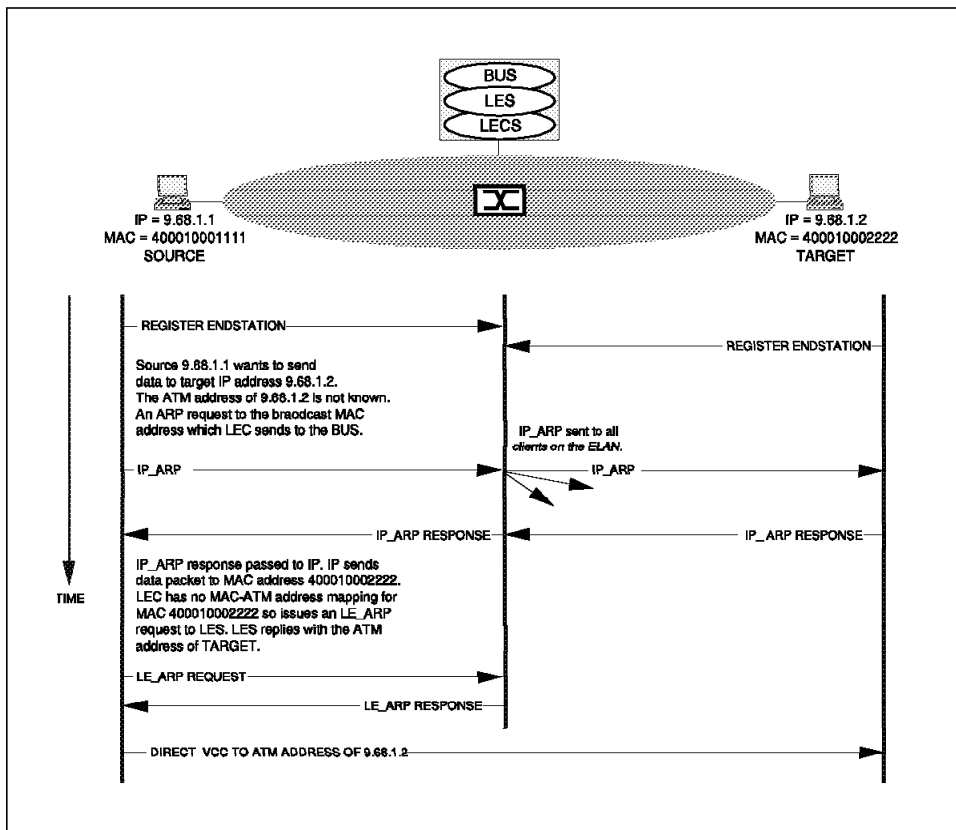 BUS
LES
LECS
IP = 9.68.1.1
MAC = 400010001111
SOURCE
IP = 9.68.1.2
MAC = 400010002222
TARGET
REGISTER ENDSTATION
REGISTER ENDSTATION
Source 9.68.1.1 wants to send
data to target IP address 9.68.1.2.
The ATM address of 9.68.1.2 is not known.
An ARP request to the braodcast MAC
address which LEC sends to the BUS.
IP_ARP sent to all
clients on the ELAN.
IP_ARP
IP_ARP
IP_ARP RESPONSE
IP_ARP RESPONSE
IP_ARP response passed to IP. IP sends
data packet to MAC address 400010002222.
LEC has no MAC-ATM address mapping for
MAC 400010002222 so issues an LE_ARP
request to LES. LES replies with the ATM
address of TARGET.
TIME
LE_ARP REQUEST
LE_ARP RESPONSE
DIRECT VCC TO ATM ADDRESS OF 9.68.1.2